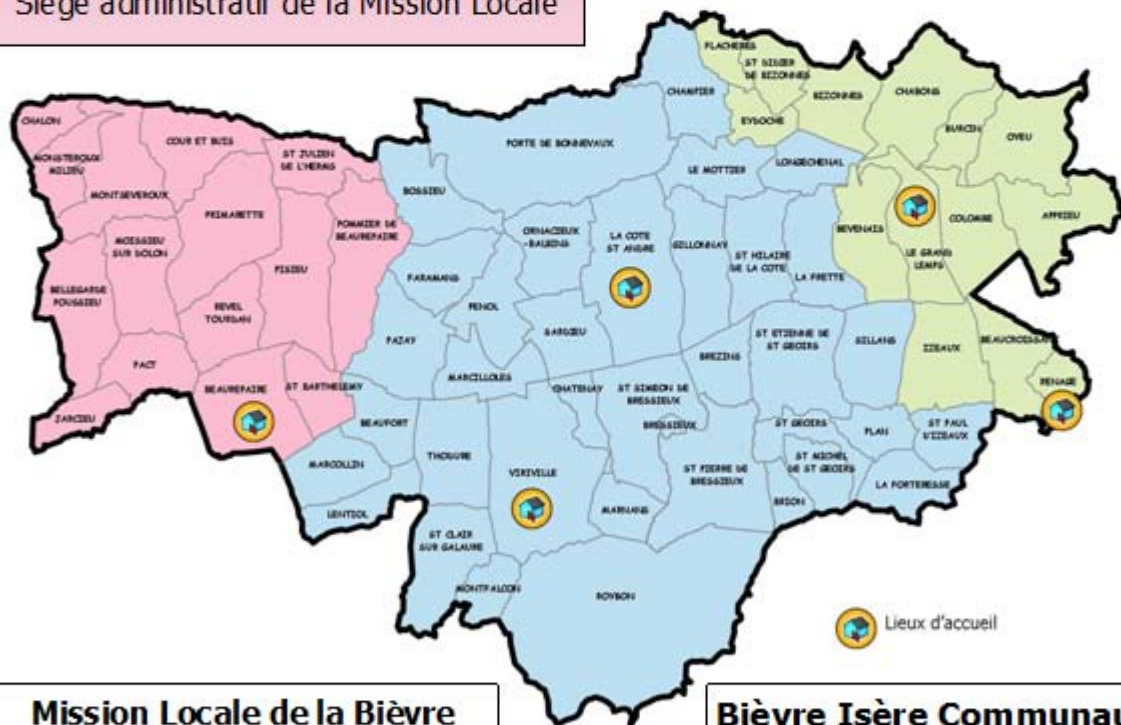 Siège administratif de la Mission Locale
FLACHERES
ST DIDIER
DE BIZONNES
CHAMPIER
BIZONNES
CHABONS
EYDOCHE
BURCIN
OYEU
CHALON
COUR ET BUIS
PORTE DE BONNEVAUX
MONSTEROUX
MILIEU
ST JULIEN
DE L'HERMS
LE MOTTIER
LONGECHENAL
MONTSEVEROUX
BOSSIEU
PRIMARETTE
POMMIER DE
BEAUREPAIRE
ORNACIEUX
-BALBINS
LA COTE
ST ANDRE
GILLONNAY
BEVENAIS
COLOMBE
APPRIEU
MOISSIEU
SUR DOLON
ST HILAIRE
DE LA COTE
LE GRAND
LEMPS
PISIEU
FARAMANS
LA FRETTE
BELLEGARDE
POUSSIEU
REVEL
TOURDAN
PENOL
SARDIEU
ST ETIENNE DE
ST GEOIRS
SILLANS
IZEAUX
BEAUCROISSANT
PACT
PAJAY
BREZINS
RENAGE
BEAUREPAIRE
ST BARTHELEMY
MARCILLOLES
CHATENAY
ST SIMEON DE
BRESSIEUX
JARCIEU
BEAUFORT
BRESSIEUX
ST GEOIRS
PLAN
ST PAUL
D'IZEAUX
MARCOLLIN
THODURE
VIRIVILLE
ST PIERRE DE
BRESSIEUX
ST MICHEL
DE ST GEOIRS
LA FORTERESSE
LENTIOL
MARNANS
BRION
ST CLAIR
SUR GALAURE
MONTFALCON
ROYBON
Lieux d'accueil
Mission Locale de la Bièvre
Bièvre Isère Communau